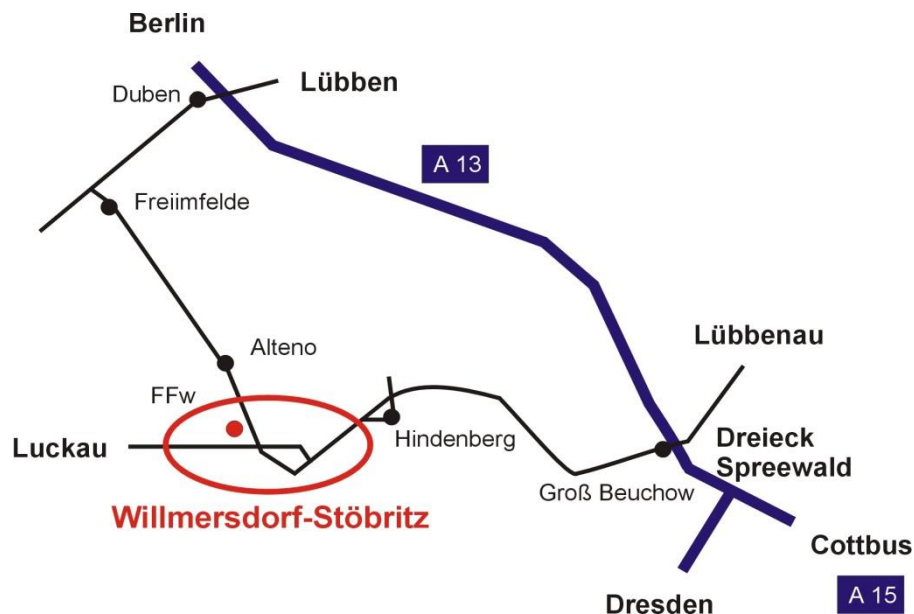 Berlin
Duben
Lübben
A 13
Freiimfelde
Alteno
Lübbenau
FFw
Luckau
Hindenberg
Dreieck
Spreewald
Groß Beuchow
Willmersdorf-Stöbritz
Cottbus
Dresden
A 15